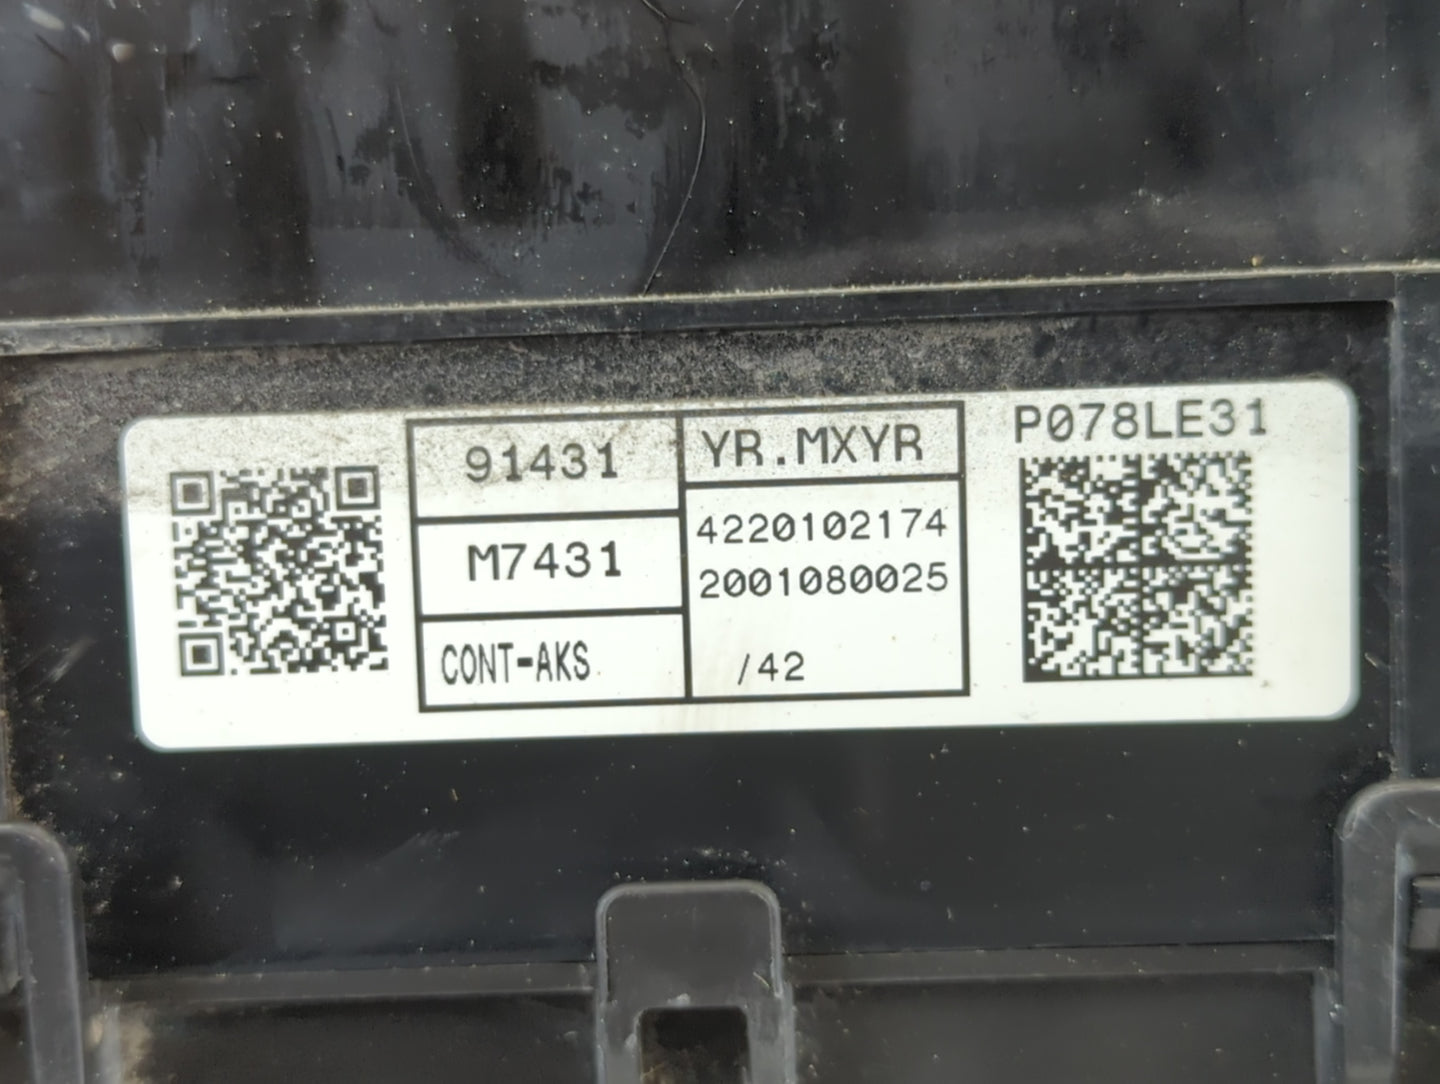 91431
M7431
CONT-AKS
YR.MXYR
4220102174
2001080025
/42
P078LE31